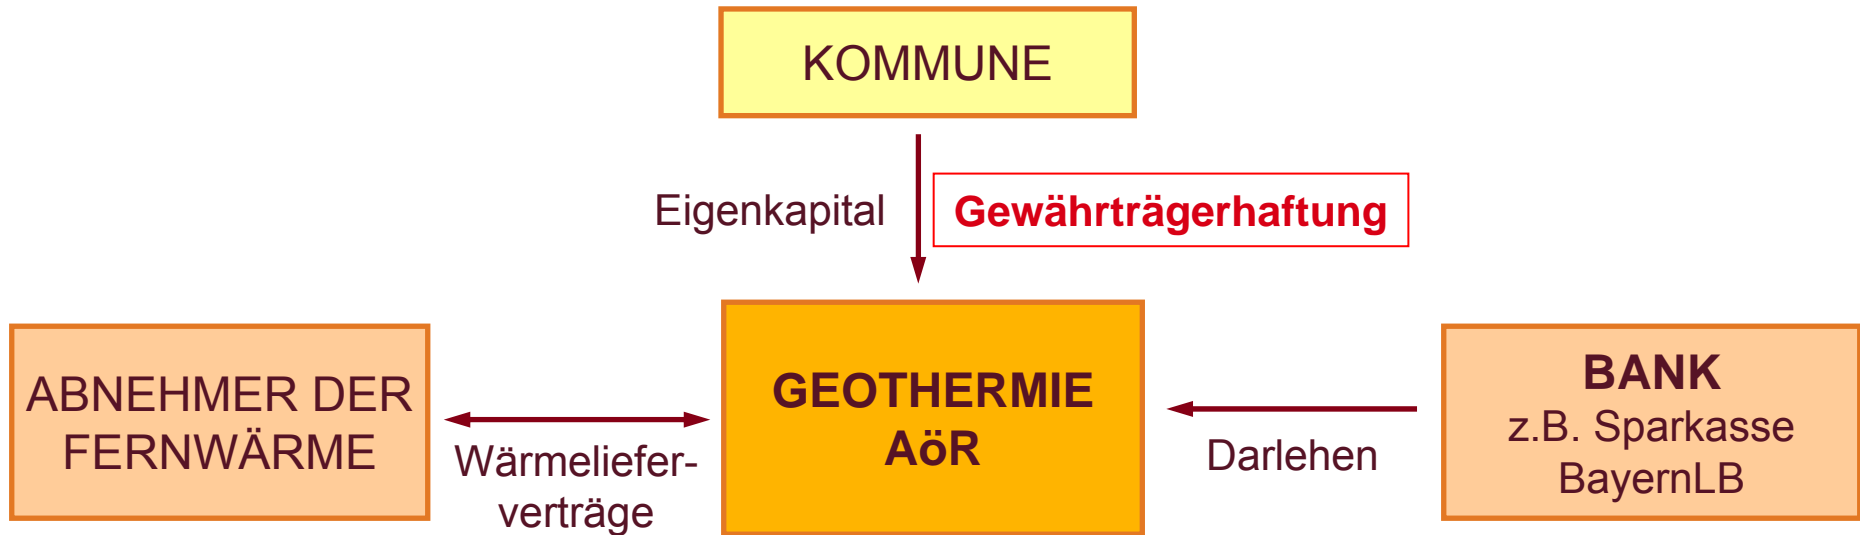 KOMMUNE
Eigenkapital
Gewährträgerhaftung
ABNEHMER DER
FERNWÄRME
Wärmeliefer-
verträge
GEOTHERMIE
AöR
Darlehen
BANK
z.B. Sparkasse
BayernLB